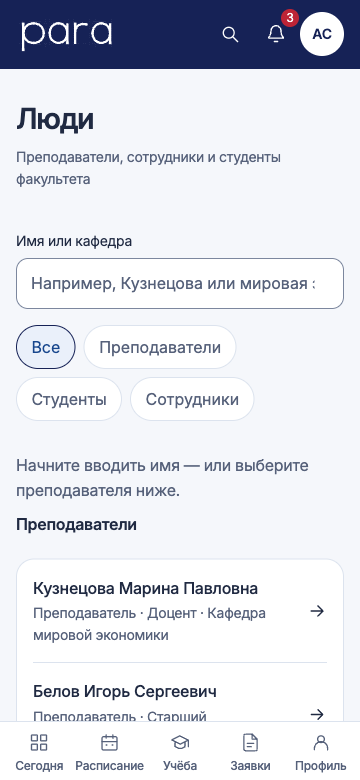 para
3
АС
Люди
Преподаватели, сотрудники и студенты
факультета
Имя или кафедра
Например, Кузнецова или мировая
Все
Преподаватели
Студенты
Сотрудники
Начните вводить имя — или выберите
преподавателя ниже.
Преподаватели
Кузнецова Марина Павловна
Преподаватель · Доцент · Кафедра
мировой экономики
Белов Игорь Сергеевич
Преподаватель · Старший
Сегодня
Расписание
Учёба
Заявки
Профиль